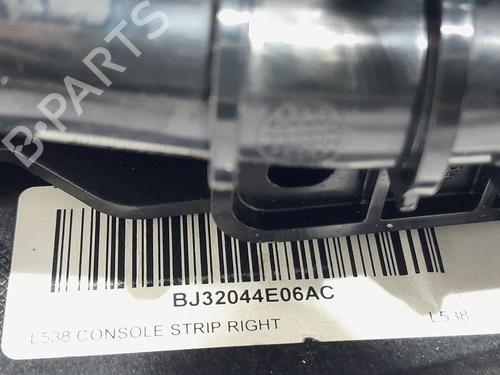 B-PARTS
BJ32044E06AC
L538 CONSOLE STRIP RIGHT
L538